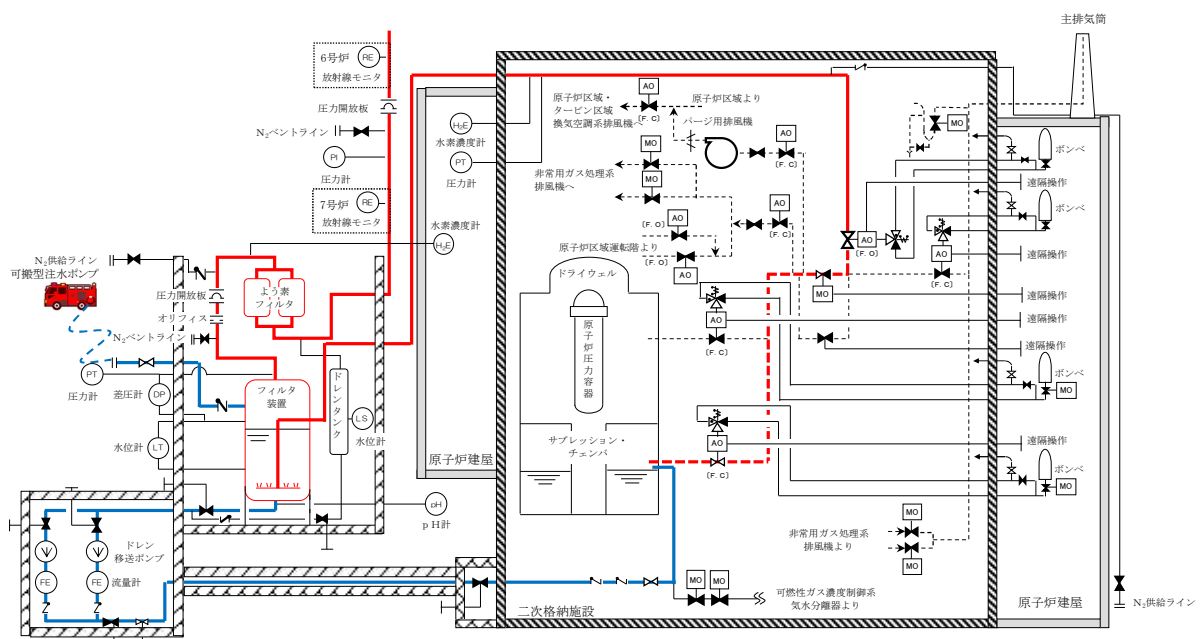 主排気筒
6号炉
RE
放射線モニタ
圧力開放板
N₂ベントライン
PI
圧力計
7号炉
RE
放射線モニタ
水素濃度計
H₂E
H₂E
水素濃度計
PT
圧力計
原子炉区域・
タービン区域
換気空調系排風機へ
AO
(F. C)
原子炉区域より
パージ用排風機
AO
(F. C)
MO
非常用ガス処理系
排風機へ
MO
AO
(F. O)
AO
(F. C)
原子炉区域運転階より
(F. O)
AO
MO
ボンベ
遠隔操作
ボンベ
AO
(F. O)
AO
(F. C)
遠隔操作
MO
遠隔操作
AO
(F. C)
遠隔操作
遠隔操作
ボンベ
MO
AO
(F. C)
遠隔操作
ボンベ
MO
N₂供給ライン
可搬型注水ポンプ
圧力開放板
オリフィス
N₂ベントライン
よう素
フィルタ
PT
圧力計
差圧計
DP
フィルタ
装置
ドレンタンク
LS
水位計
水位計
LT
pH
pH計
原子炉建屋
ドライウェル
原子炉圧力容器
サプレッション・
チェンバ
ドレン
移送ポンプ
FE
FE
流量計
二次格納施設
MO
MO
可燃性ガス濃度制御系
気水分離器より
MO
非常用ガス処理系
排風機より
MO
原子炉建屋
N₂供給ライン